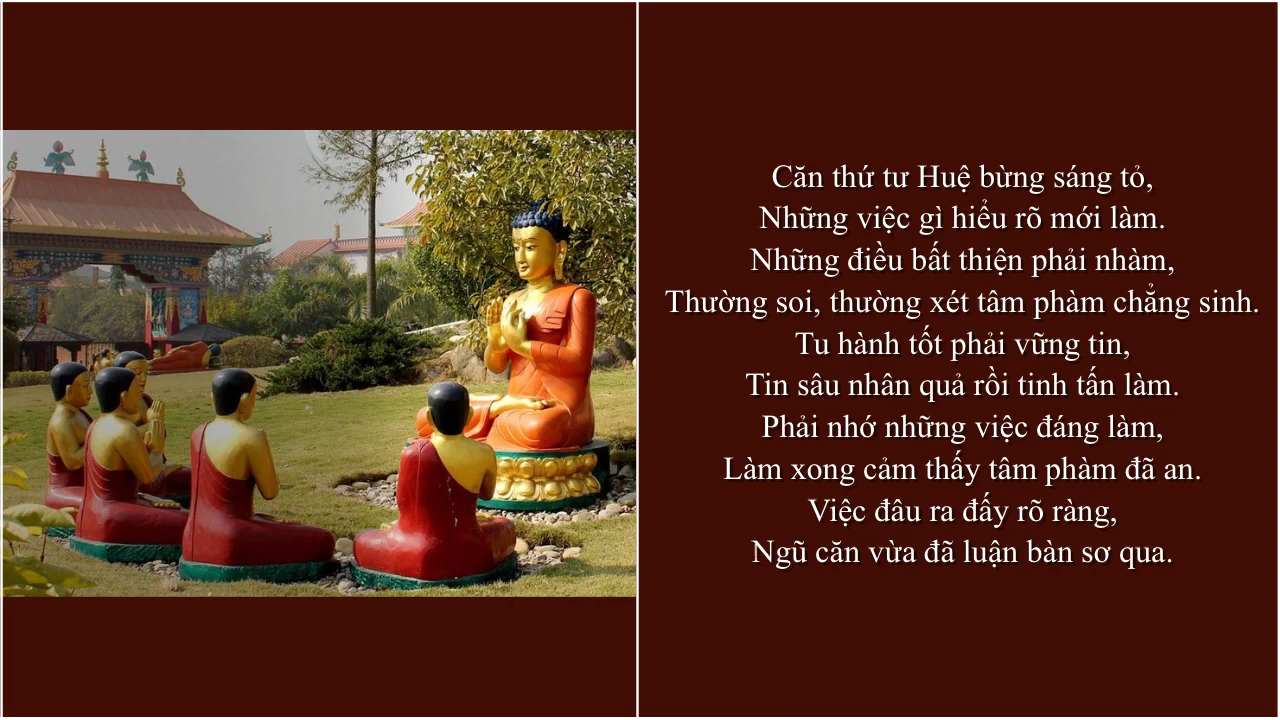 Căn thứ tư Huệ bừng sáng tỏ,
Những việc gì hiểu rõ mới làm.
Những điều bất thiện phải nhàm,
Thường soi, thường xét tâm phàm chẳng sinh.
Tu hành tốt phải vững tin,
Tin sâu nhân quả rồi tinh tấn làm.
Phải nhớ những việc đáng làm,
Làm xong cảm thấy tâm phàm đã an.
Việc đâu ra đấy rõ ràng,
Ngũ căn vừa đã luận bàn sơ qua.